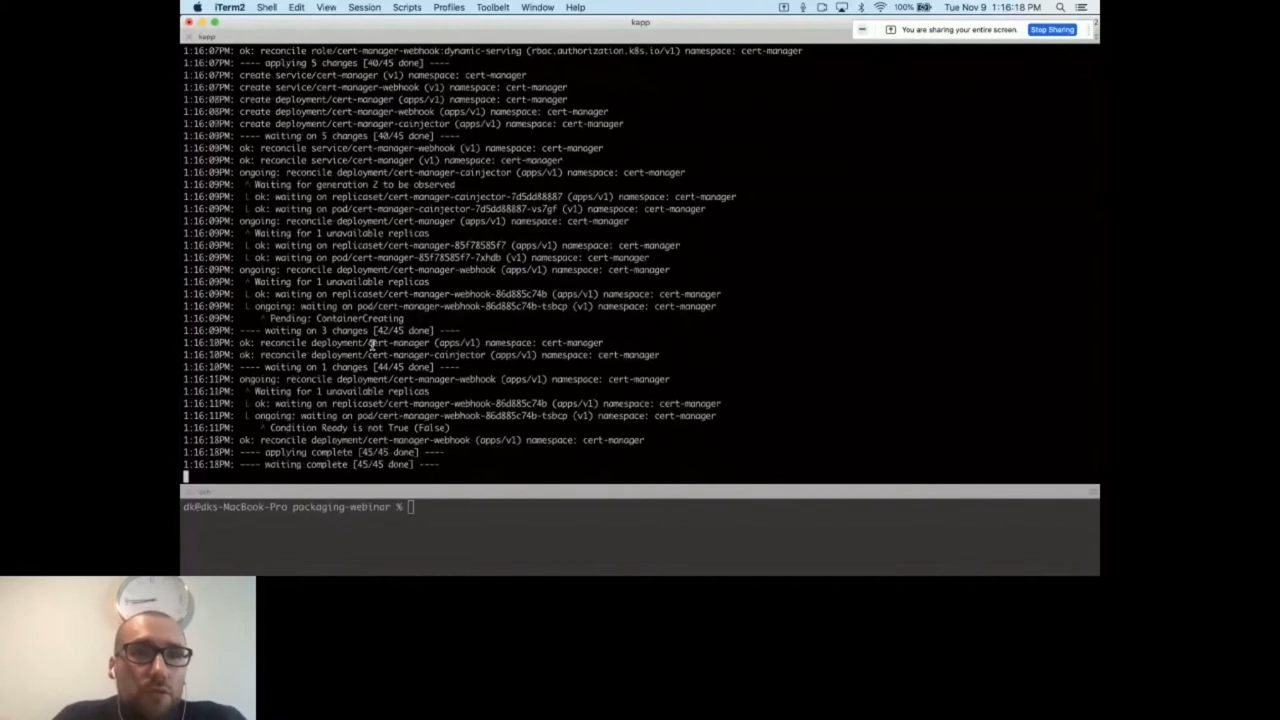 iTerm2 Shell Edit View Session Scripts Profiles Toolbelt Window Help 100% Tue Nov 9 1:16:18 PM
kapp
kapp
You are sharing your entire screen. Stop Sharing
1:16:07PM: ok: reconcile role/cert-manager-webhook:dynamic-serving (rbac.authorization.k8s.io/v1) namespace: cert-manager
1:16:07PM: ---- applying 5 changes [40/45 done] ----
1:16:07PM: create service/cert-manager (v1) namespace: cert-manager
1:16:07PM: create service/cert-manager-webhook (v1) namespace: cert-manager
1:16:08PM: create deployment/cert-manager (apps/v1) namespace: cert-manager
1:16:08PM: create deployment/cert-manager-webhook (apps/v1) namespace: cert-manager
1:16:09PM: create deployment/cert-manager-cainjector (apps/v1) namespace: cert-manager
1:16:09PM: ---- waiting on 5 changes [40/45 done] ----
1:16:09PM: ok: reconcile service/cert-manager-webhook (v1) namespace: cert-manager
1:16:09PM: ok: reconcile service/cert-manager (v1) namespace: cert-manager
1:16:09PM: ongoing: reconcile deployment/cert-manager-cainjector (apps/v1) namespace: cert-manager
1:16:09PM: ^ Waiting for generation 2 to be observed
1:16:09PM: L ok: waiting on replicaset/cert-manager-cainjector-7d5dd88887 (apps/v1) namespace: cert-manager
1:16:09PM: L ok: waiting on pod/cert-manager-cainjector-7d5dd88887-vs7gf (v1) namespace: cert-manager
1:16:09PM: ongoing: reconcile deployment/cert-manager (apps/v1) namespace: cert-manager
1:16:09PM: ^ Waiting for 1 unavailable replicas
1:16:09PM: L ok: waiting on replicaset/cert-manager-85f78585f7 (apps/v1) namespace: cert-manager
1:16:09PM: L ok: waiting on pod/cert-manager-85f78585f7-7xhdb (v1) namespace: cert-manager
1:16:09PM: ongoing: reconcile deployment/cert-manager-webhook (apps/v1) namespace: cert-manager
1:16:09PM: ^ Waiting for 1 unavailable replicas
1:16:09PM: L ok: waiting on replicaset/cert-manager-webhook-86d885c74b (apps/v1) namespace: cert-manager
1:16:09PM: L ongoing: waiting on pod/cert-manager-webhook-86d885c74b-tsbcp (v1) namespace: cert-manager
1:16:09PM: ^ Pending: ContainerCreating
1:16:09PM: ---- waiting on 3 changes [42/45 done] ----
1:16:10PM: ok: reconcile deployment/cert-manager (apps/v1) namespace: cert-manager
1:16:10PM: ok: reconcile deployment/cert-manager-cainjector (apps/v1) namespace: cert-manager
1:16:10PM: ---- waiting on 1 changes [44/45 done] ----
1:16:11PM: ongoing: reconcile deployment/cert-manager-webhook (apps/v1) namespace: cert-manager
1:16:11PM: ^ Waiting for 1 unavailable replicas
1:16:11PM: L ok: waiting on replicaset/cert-manager-webhook-86d885c74b (apps/v1) namespace: cert-manager
1:16:11PM: L ongoing: waiting on pod/cert-manager-webhook-86d885c74b-tsbcp (v1) namespace: cert-manager
1:16:11PM: ^ Condition Ready is not True (False)
1:16:18PM: ok: reconcile deployment/cert-manager-webhook (apps/v1) namespace: cert-manager
1:16:18PM: ---- applying complete [45/45 done] ----
1:16:18PM: ---- waiting complete [45/45 done] ----
dk@dks-MacBook-Pro packaging-webinar %